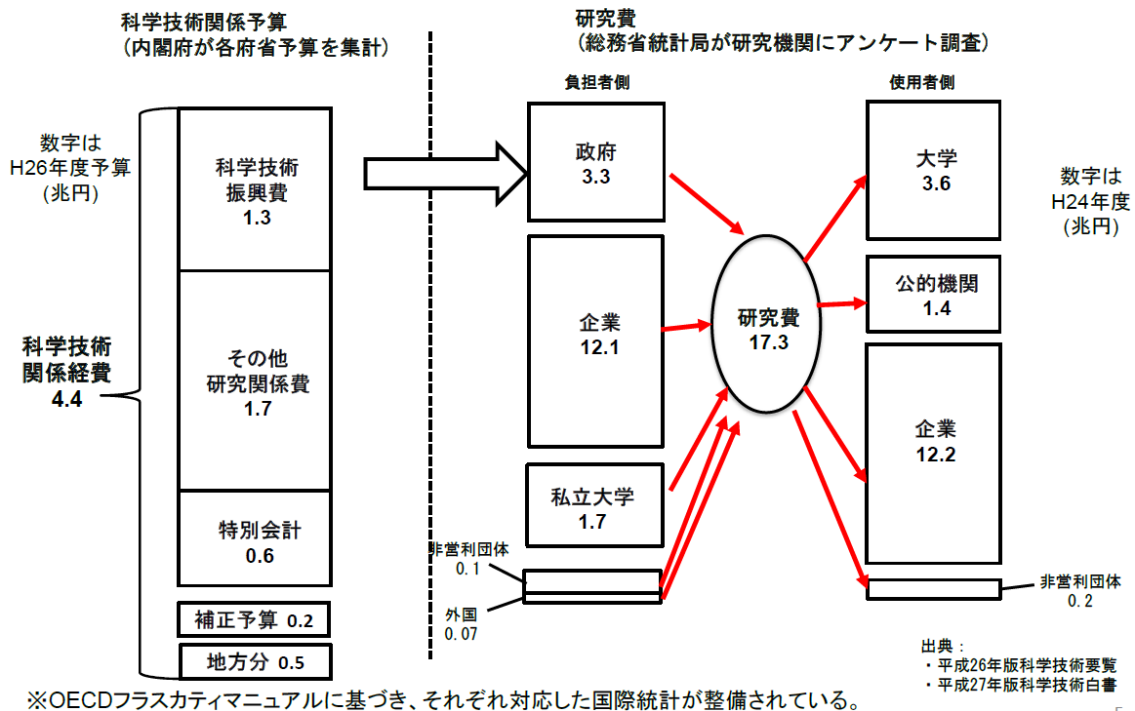 科学技術関係予算
（内閣府が各府省予算を集計）
数字は
H26年度予算
(兆円)
科学技術
振興費
1.3
その他
研究関係費
1.7
特別会計
0.6
補正予算 0.2
地方分 0.5
科学技術
関係経費
4.4
研究費
（総務省統計局が研究機関にアンケート調査）
負担者側
政府
3.3
企業
12.1
私立大学
1.7
非営利団体
0.1
外国
0.07
研究費
17.3
使用者側
大学
3.6
公的機関
1.4
企業
12.2
非営利団体
0.2
数字は
H24年度
(兆円)
出典：
・平成26年版科学技術要覧
・平成27年版科学技術白書
※OECDフラスカティマニュアルに基づき、それぞれ対応した国際統計が整備されている。